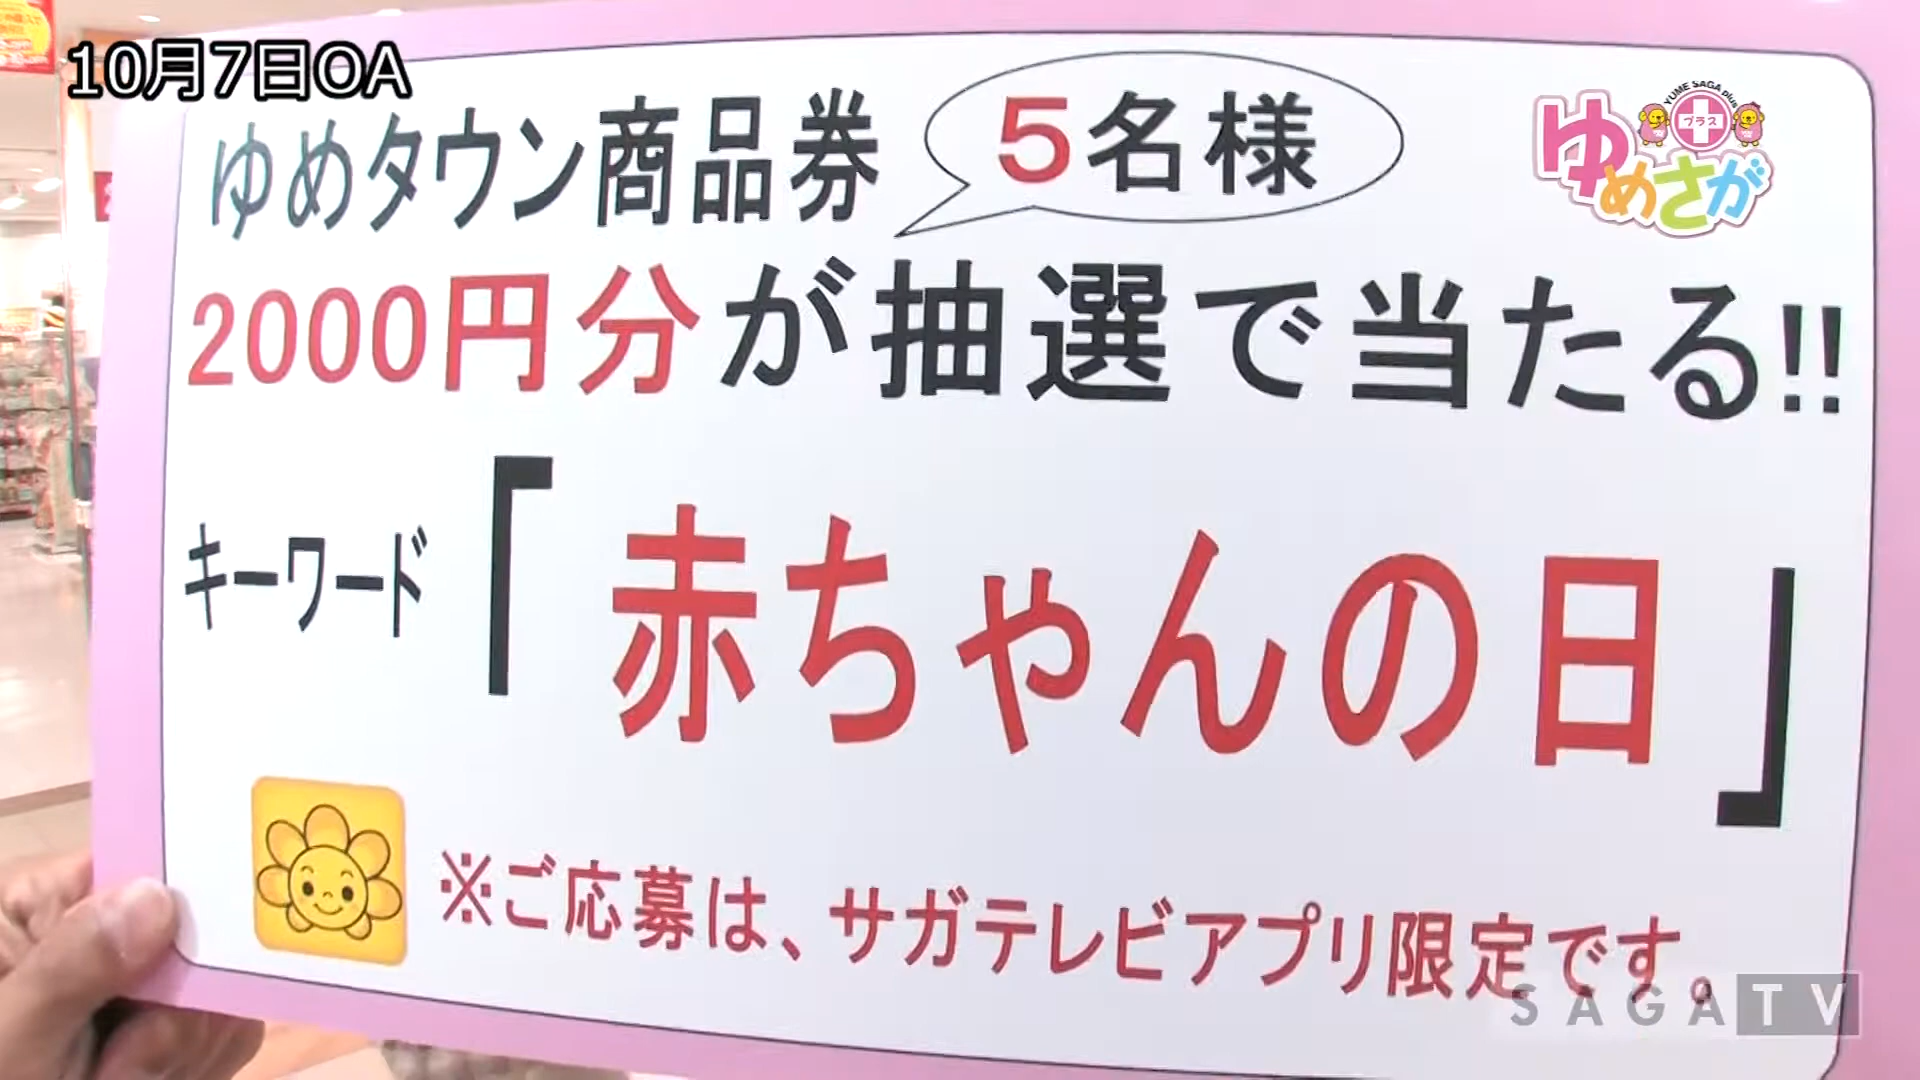 10月7日OA
ゆめタウン商品券 5名様
YUME SAGA plus
プラス
ゆめさが
2000円分が抽選で当たる!!
キーワード「赤ちゃんの日」
※ご応募は、サガテレビアプリ限定です。
SAGA TV